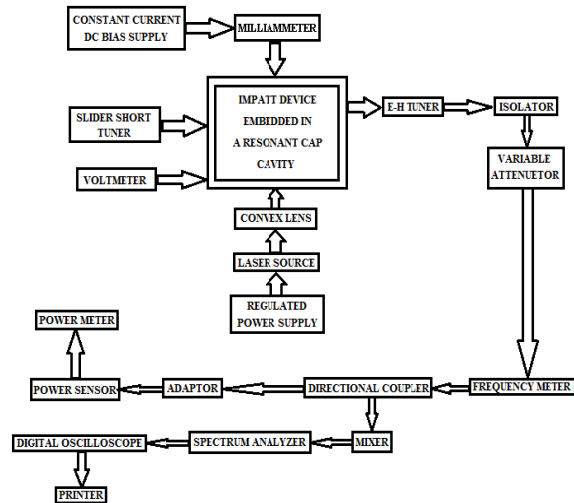 CONSTANT CURRENT
DC BIAS SUPPLY
MILLIAMMETER
IMPATT DEVICE
EMBIDDED IN
A RESONANT CAP
CAVITY
E-H TUNER
ISOLATOR
SLIDER SHORT
TUNER
VARIABLE
ATTENUETOR
VOLTMETER
CONVEX LENS
LASER SOURCE
REGULATED
POWER SUPPLY
POWER METER
POWER SENSOR
ADAPTOR
DIRECTIONAL COUPLER
FREQUENCY METER
DIGITAL OSCILLOSCOPE
SPECTRUM ANALYZER
MIXER
PRINTER